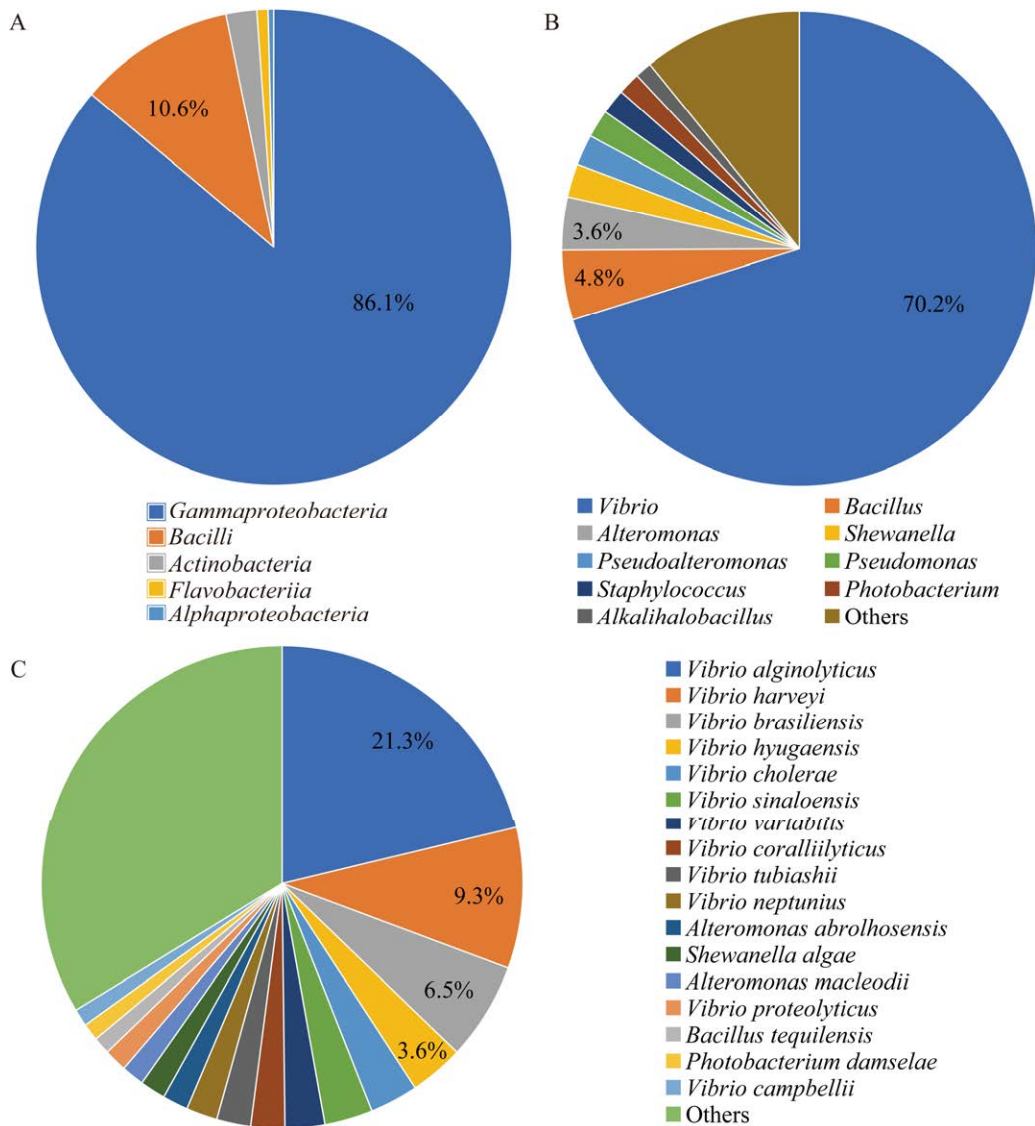 A
10.6%
86.1%
Gammaproteobacteria
Bacilli
Actinobacteria
Flavobacteriia
Alphaproteobacteria
B
3.6%
4.8%
70.2%
Vibrio
Bacillus
Alteromonas
Shewanella
Pseudoalteromonas
Pseudomonas
Staphylococcus
Photobacterium
Alkalihalobacillus
Others
C
21.3%
9.3%
6.5%
3.6%
Vibrio alginolyticus
Vibrio harveyi
Vibrio brasiliensis
Vibrio hyugaensis
Vibrio cholerae
Vibrio sinaloensis
Vibrio variabilis
Vibrio coralliilyticus
Vibrio tubiashii
Vibrio neptunius
Alteromonas abrolhosensis
Shewanella algae
Alteromonas macleodii
Vibrio proteolyticus
Bacillus tequilensis
Photobacterium damselae
Vibrio campbellii
Others